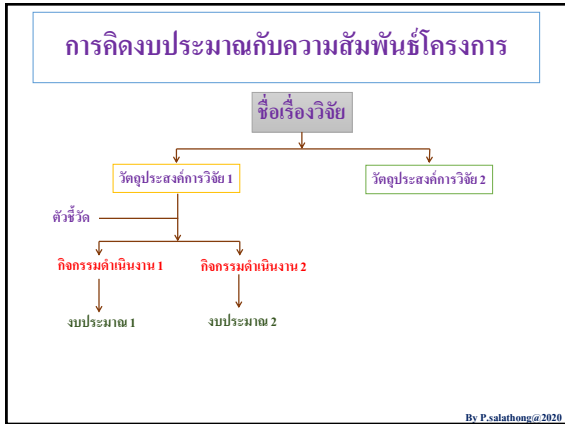 การคิดงบประมาณกับความสัมพันธ์โครงการ
ชื่อเรื่องวิจัย
วัตถุประสงค์การวิจัย 1
วัตถุประสงค์การวิจัย 2
ตัวชี้วัด
กิจกรรมดำเนินงาน 1
กิจกรรมดำเนินงาน 2
งบประมาณ 1
งบประมาณ 2
By P.salathong@2020